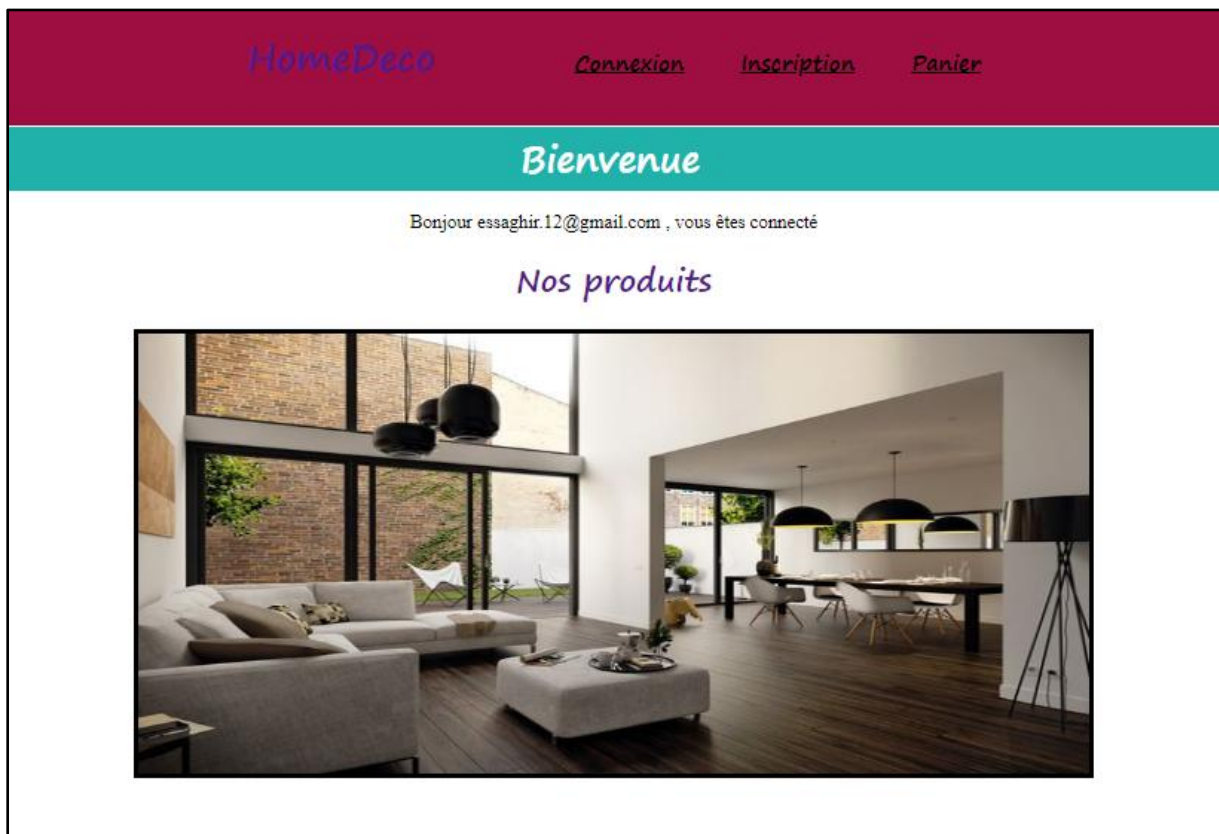 HomeDeco Connexion Inscription Panier
Bienvenue
Bonjour essaghir.12@gmail.com , vous êtes connecté
Nos produits